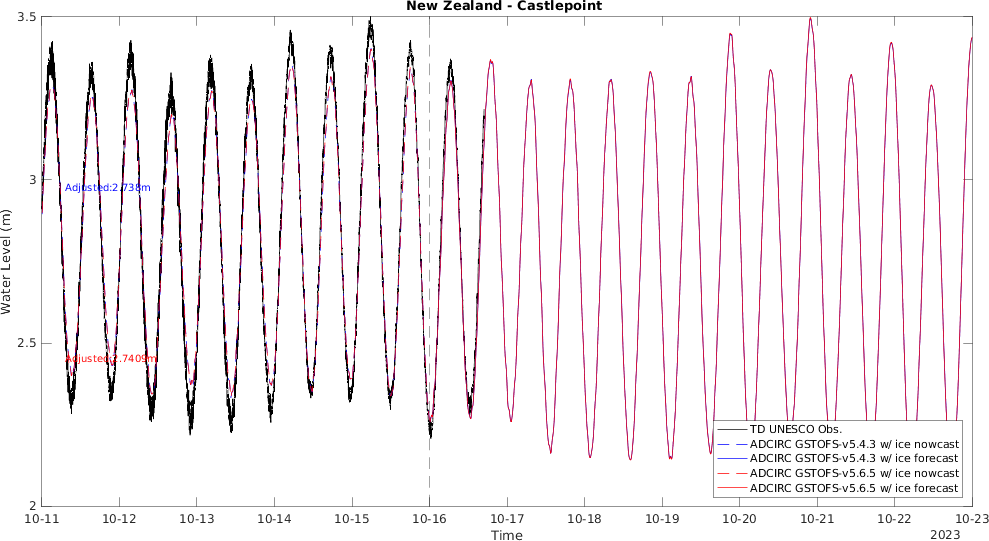 New Zealand - Castlepoint
3.5
3
2.5
2
Water Level (m)
Adjusted:2.738m
Adjusted:2.7409m
TD UNESCO Obs.
ADCIRC GSTOFS-v5.4.3 w/ ice nowcast
ADCIRC GSTOFS-v5.4.3 w/ ice forecast
ADCIRC GSTOFS-v5.6.5 w/ ice nowcast
ADCIRC GSTOFS-v5.6.5 w/ ice forecast
10-11 10-12 10-13 10-14 10-15 10-16 10-17 10-18 10-19 10-20 10-21 10-22 10-23
Time
2023